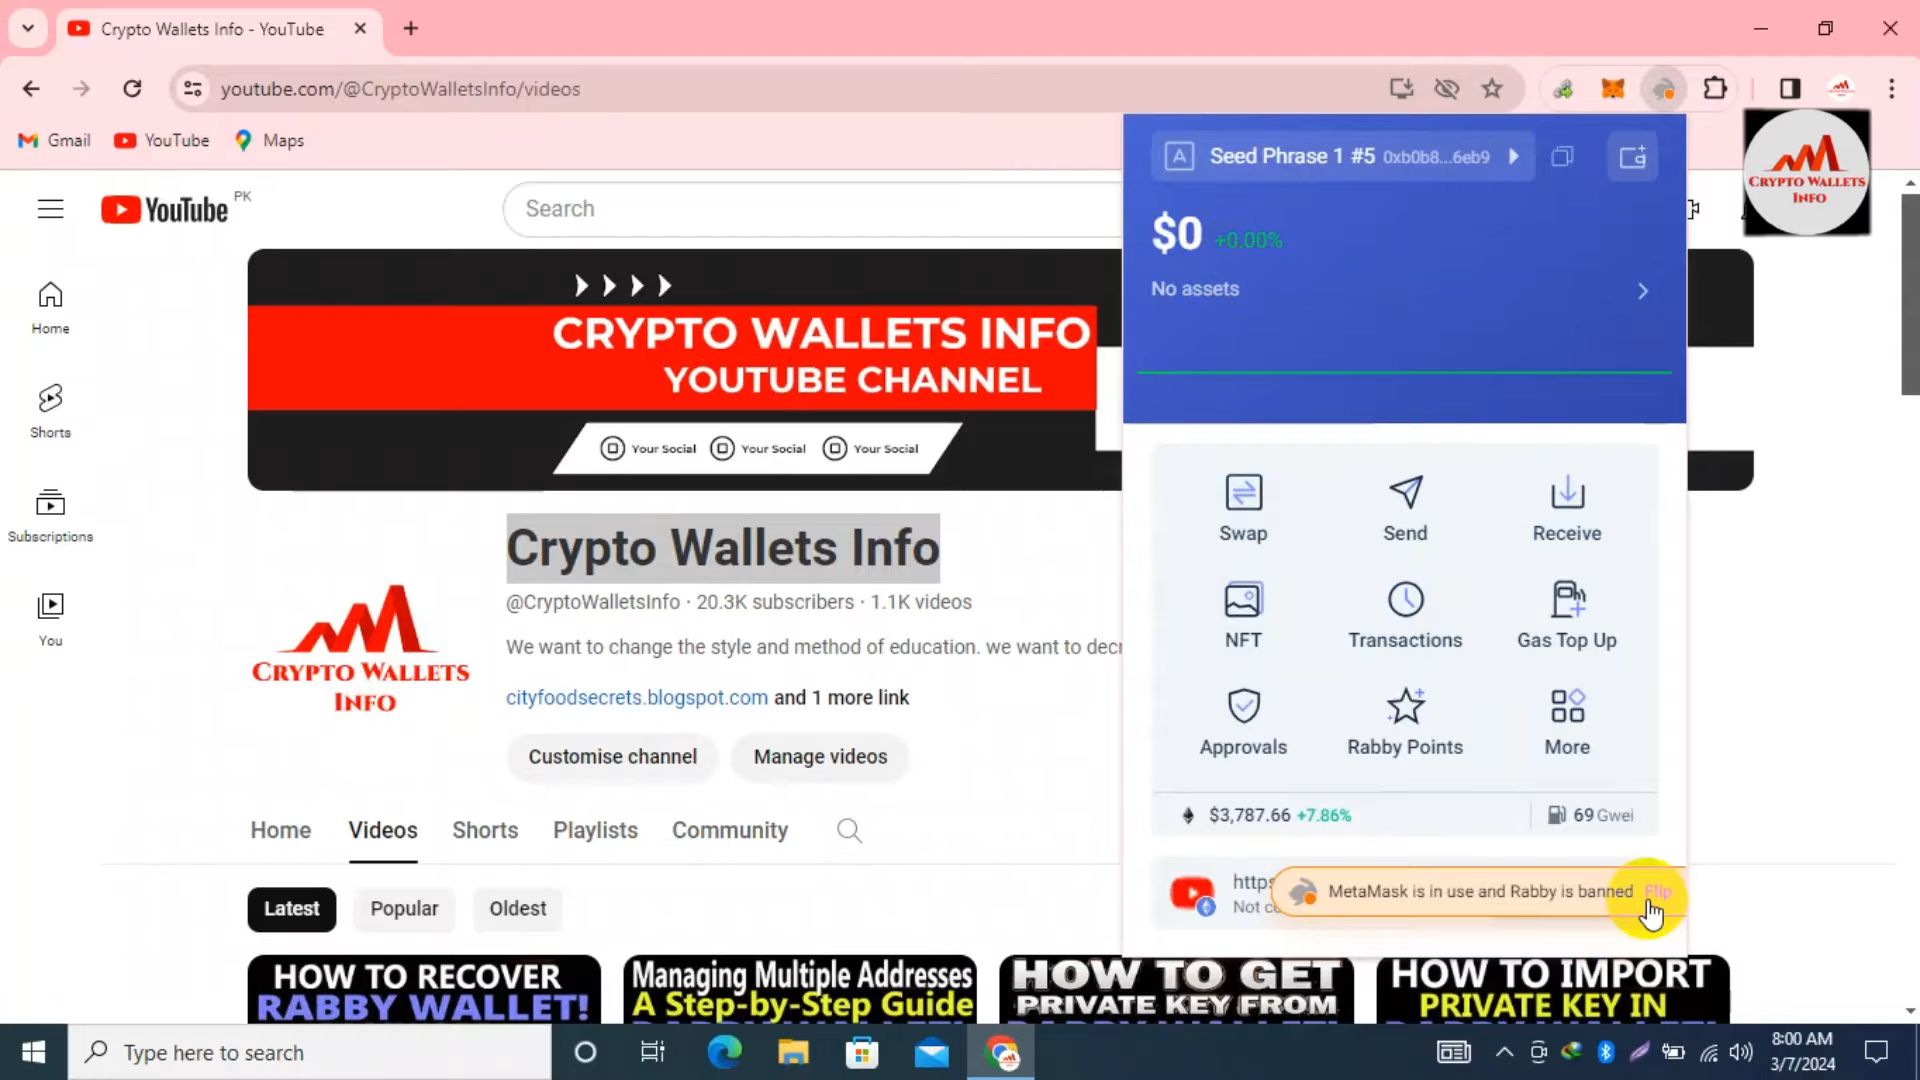 Crypto Wallets Info - YouTube
youtube.com/@CryptoWalletsInfo/videos
Gmail
YouTube
Maps
Seed Phrase 1 #5 0xb0b8...6eb9
CRYPTO WALLETS
INFO
YouTube PK
Search
$0 +0.00%
No assets
Home
Shorts
Subscriptions
You
CRYPTO WALLETS INFO
YOUTUBE CHANNEL
Your Social
Your Social
Your Social
Swap
Send
Receive
NFT
Transactions
Gas Top Up
Approvals
Rabby Points
More
$3,787.66 +7.86%
69 Gwei
https
Not co
MetaMask is in use and Rabby is banned Flip
Crypto Wallets Info
@CryptoWalletsInfo · 20.3K subscribers · 1.1K videos
We want to change the style and method of education. we want to decr
cityfoodsecrets.blogspot.com and 1 more link
CRYPTO WALLETS
INFO
Customise channel
Manage videos
Home
Videos
Shorts
Playlists
Community
Latest
Popular
Oldest
HOW TO RECOVER
RABBY WALLET!
Managing Multiple Addresses
A Step-by-Step Guide
HOW TO GET
PRIVATE KEY FROM
HOW TO IMPORT
PRIVATE KEY IN
Type here to search
8:00 AM
3/7/2024